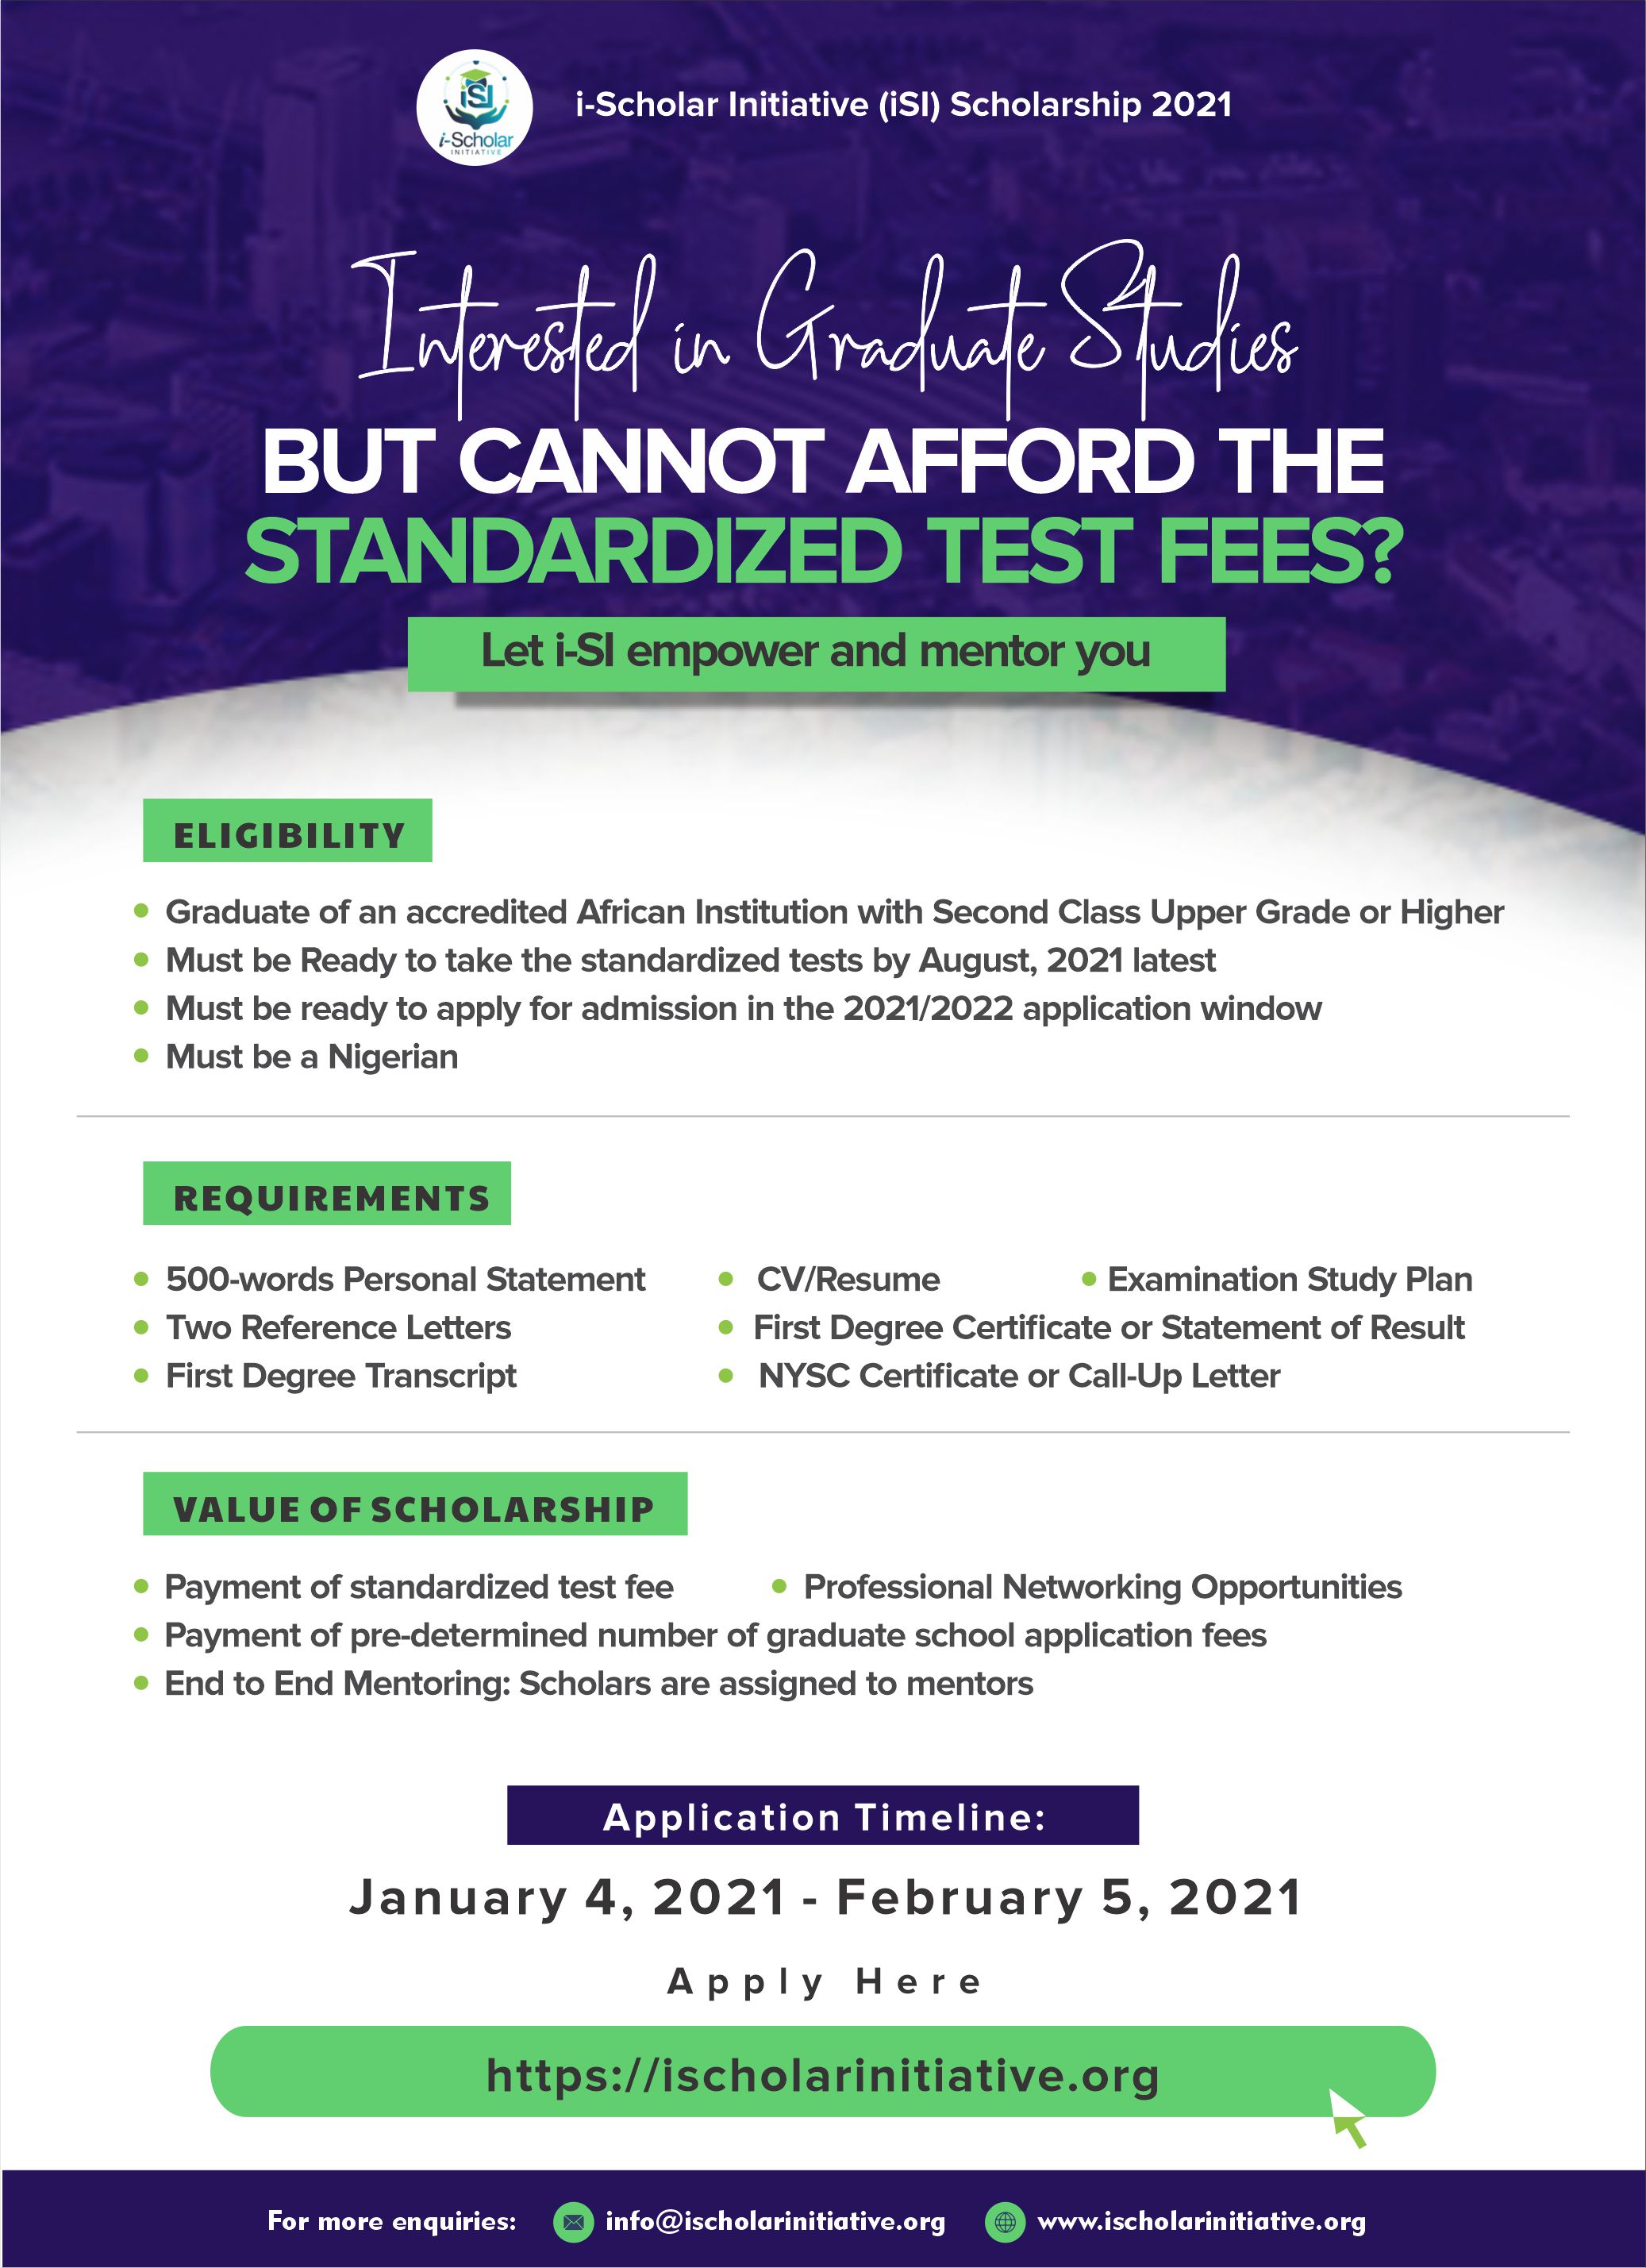 iSI
i-Scholar
INITIATIVE
i-Scholar Initiative (iSI) Scholarship 2021
Interested in Graduate Studies
BUT CANNOT AFFORD THE
STANDARDIZED TEST FEES?
Let i-SI empower and mentor you
ELIGIBILITY
Graduate of an accredited African Institution with Second Class Upper Grade or Higher
Must be Ready to take the standardized tests by August, 2021 latest
Must be ready to apply for admission in the 2021/2022 application window
Must be a Nigerian
REQUIREMENTS
500-words Personal Statement
CV/Resume
Examination Study Plan
Two Reference Letters
First Degree Certificate or Statement of Result
First Degree Transcript
NYSC Certificate or Call-Up Letter
VALUE OF SCHOLARSHIP
Payment of standardized test fee
Professional Networking Opportunities
Payment of pre-determined number of graduate school application fees
End to End Mentoring: Scholars are assigned to mentors
Application Timeline:
January 4, 2021 - February 5, 2021
Apply Here
https://ischolarinitiative.org
For more enquiries: info@ischolarinitiative.org www.ischolarinitiative.org